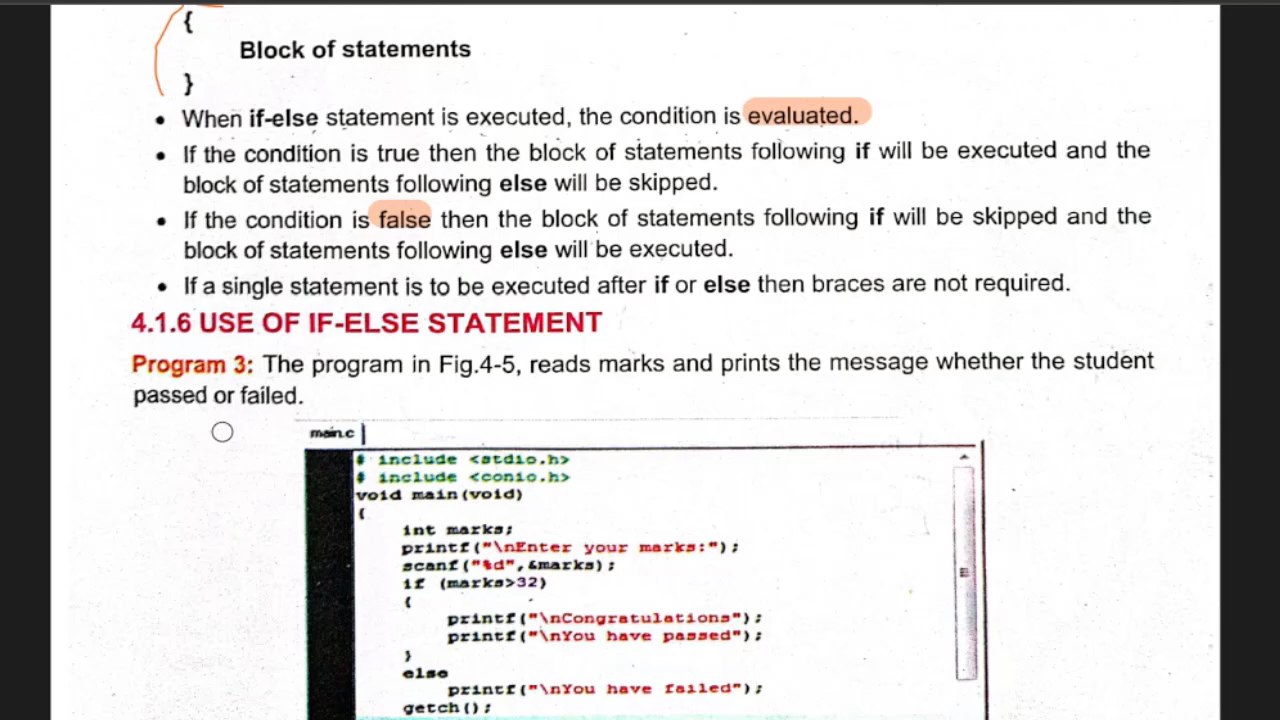 {
Block of statements
}
• When if-else statement is executed, the condition is evaluated.
• If the condition is true then the block of statements following if will be executed and the
block of statements following else will be skipped.
• If the condition is false then the block of statements following if will be skipped and the
block of statements following else will be executed.
• If a single statement is to be executed after if or else then braces are not required.
4.1.6 USE OF IF-ELSE STATEMENT
Program 3: The program in Fig.4-5, reads marks and prints the message whether the student
passed or failed.
main.c
# include <stdio.h>
# include <conio.h>
void main(void)
{
int marks;
printf("\nEnter your marks:");
scanf("%d",&marks);
if (marks>32)
{
printf("\nCongratulations");
printf("\nYou have passed");
}
else
printf("\nYou have failed");
getch();